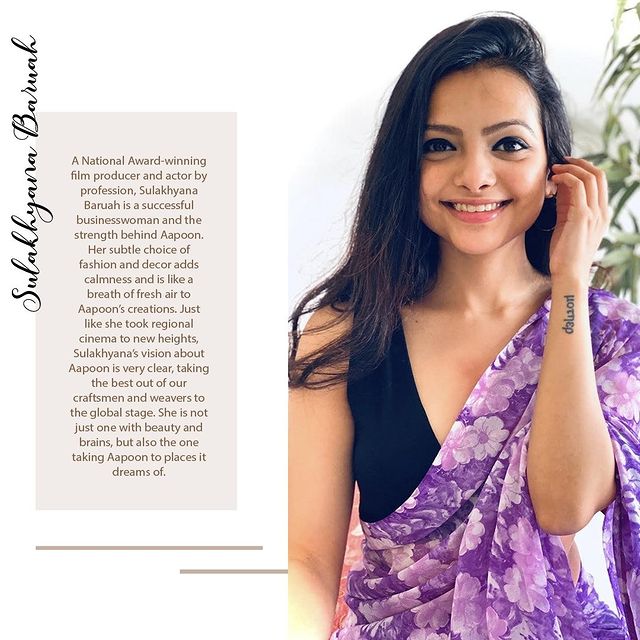 Sulakhyana Baruah
A National Award-winning
film producer and actor by
profession, Sulakhyana
Baruah is a successful
businesswoman and the
strength behind Aapoon.
Her subtle choice of
fashion and decor adds
calmness and is like a
breath of fresh air to
Aapoon's creations. Just
like she took regional
cinema to new heights,
Sulakhyana's vision about
Aapoon is very clear, taking
the best out of our
craftsmen and weavers to
the global stage. She is not
just one with beauty and
brains, but also the one
taking Aapoon to places it
dreams of.